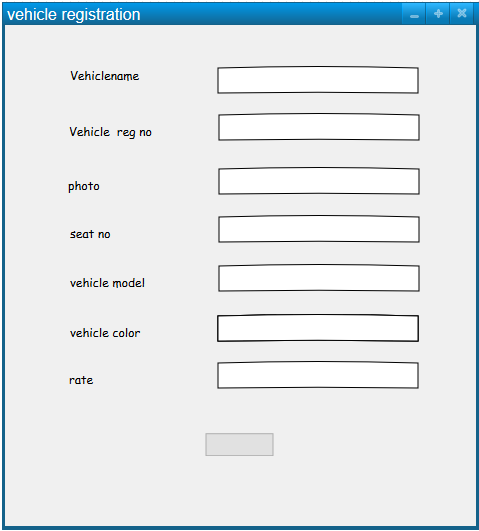 vehicle registration
Vehiclename
Vehicle reg no
photo
seat no
vehicle model
vehicle color
rate